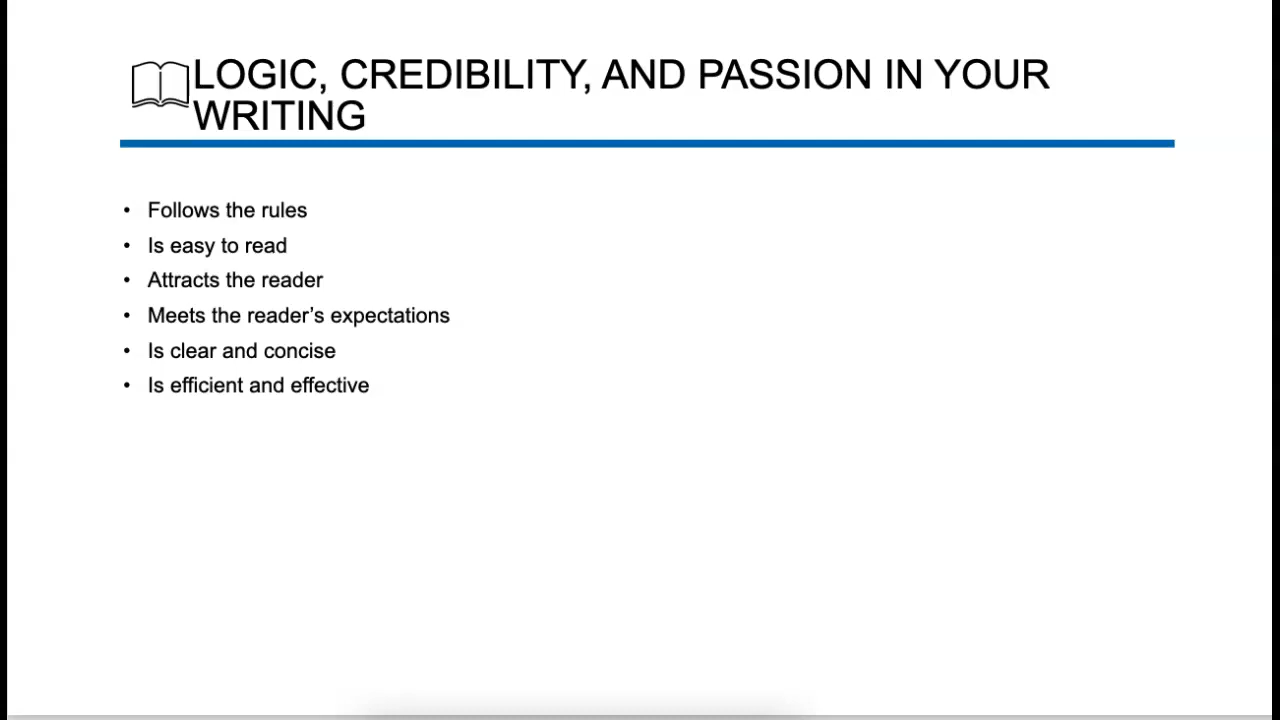 LOGIC, CREDIBILITY, AND PASSION IN YOUR
WRITING
• Follows the rules
• Is easy to read
• Attracts the reader
• Meets the reader’s expectations
• Is clear and concise
• Is efficient and effective